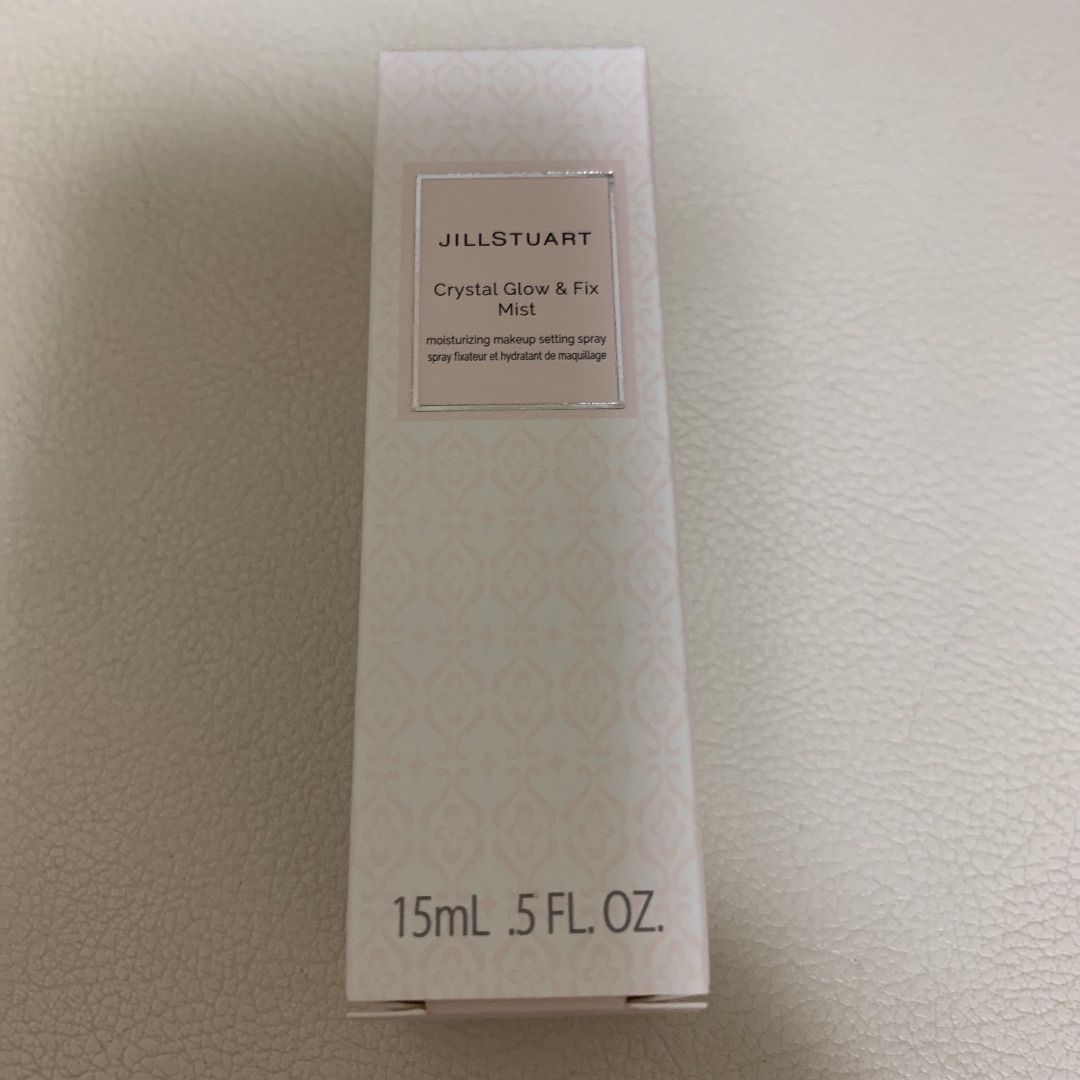 JILLSTUART
Crystal Glow & Fix
Mist
moisturizing makeup setting spray
spray fixateur et hydratant de maquillage
15mL .5 FL. OZ.